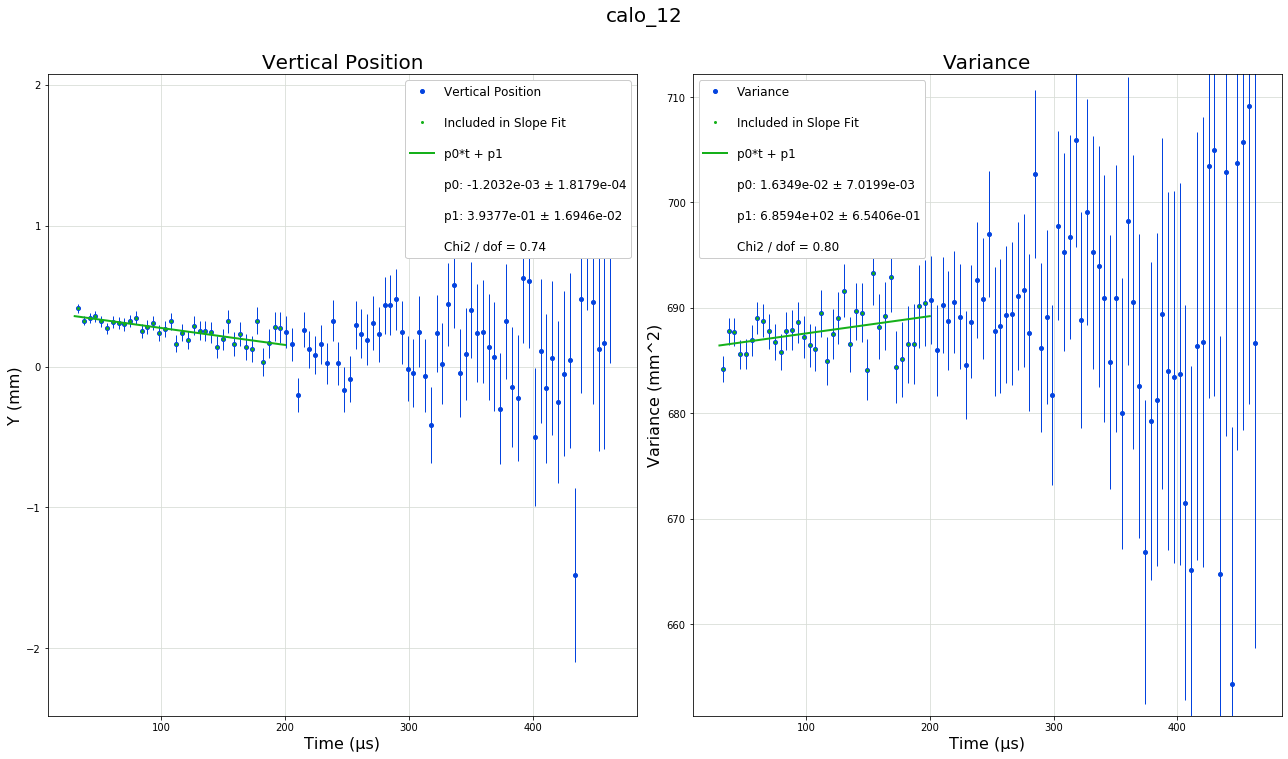 calo_12
Vertical Position
Vertical Position
Included in Slope Fit
p0*t + p1
p0: -1.2032e-03 ± 1.8179e-04
p1: 3.9377e-01 ± 1.6946e-02
Chi2 / dof = 0.74
2
1
0
−1
−2
Y (mm)
100 200 300 400
Time (µs)
Variance
Variance
Included in Slope Fit
p0*t + p1
p0: 1.6349e-02 ± 7.0199e-03
p1: 6.8594e+02 ± 6.5406e-01
Chi2 / dof = 0.80
710
700
690
680
670
660
Variance (mm^2)
100 200 300 400
Time (µs)